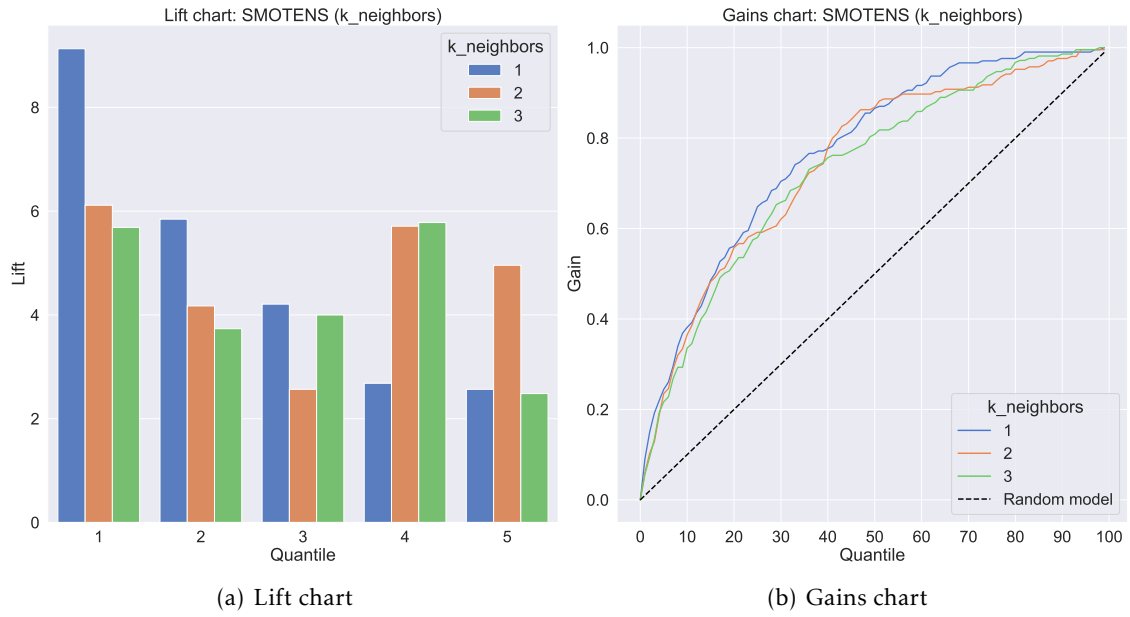 Lift chart: SMOTENS (k_neighbors)
k_neighbors
1
2
3
8
6
4
2
0
Lift
1 2 3 4 5
Quantile
(a) Lift chart
Gains chart: SMOTENS (k_neighbors)
1.0
0.8
0.6
0.4
0.2
0.0
Gain
k_neighbors
1
2
3
Random model
0 10 20 30 40 50 60 70 80 90 100
Quantile
(b) Gains chart